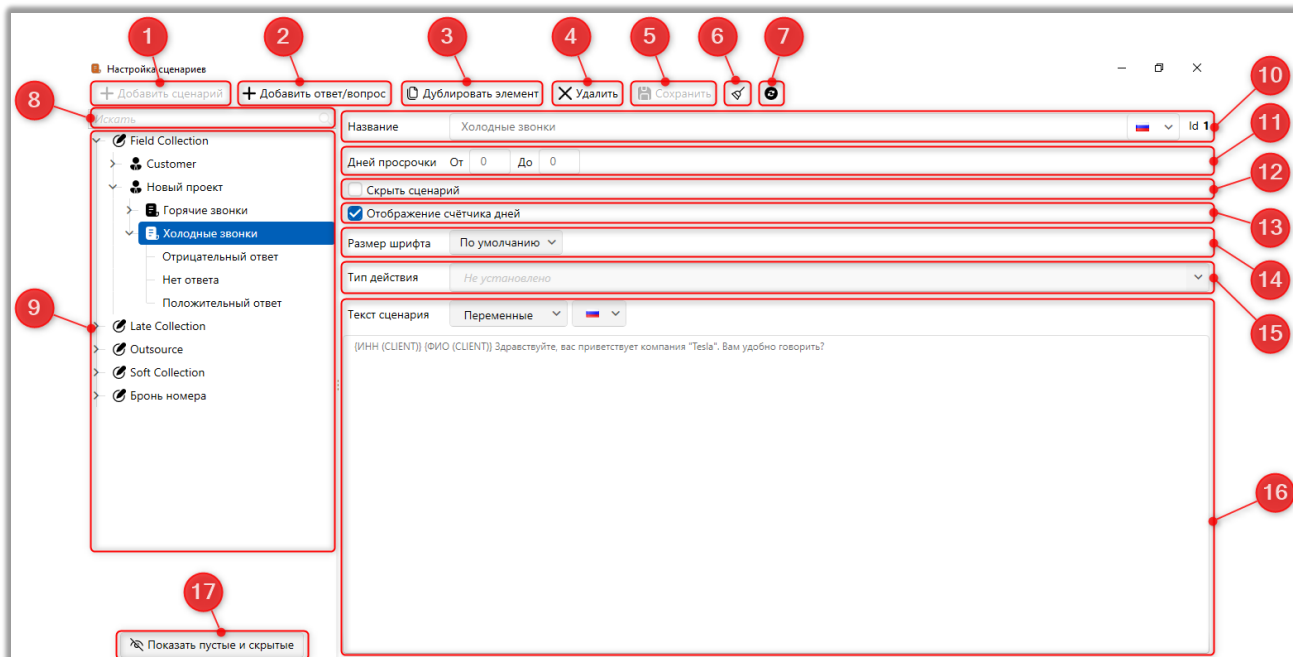 1 2 3 4 5 6 7
Настройка сценариев
Добавить сценарий Добавить ответ/вопрос Дублировать элемент Удалить Сохранить
8 Искать
Название Холодные звонки Id 1 10
Дней просрочки От 0 До 0 11
Скрыть сценарий 12
Отображение счётчика дней 13
Размер шрифта По умолчанию 14
Тип действия Не установлено 15
Текст сценария Переменные
{ИНН (CLIENT)} {ФИО (CLIENT)} Здравствуйте, вас приветствует компания "Tesla". Вам удобно говорить?
16
9
Field Collection
Customer
Новый проект
Горячие звонки
Холодные звонки
Отрицательный ответ
Нет ответа
Положительный ответ
Late Collection
Outsource
Soft Collection
Бронь номера
17
Показать пустые и скрытые